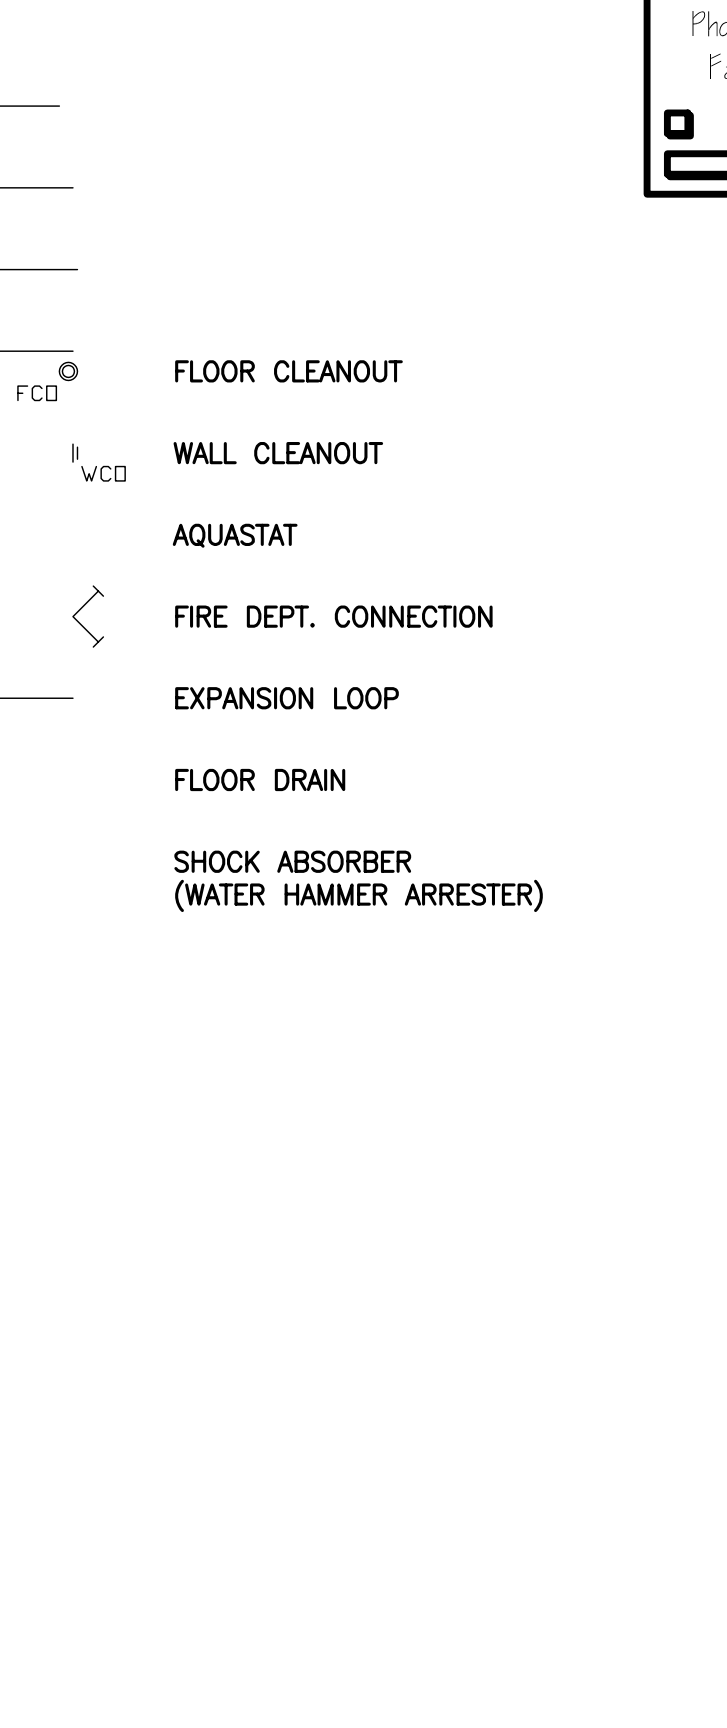 FLOOR CLEANOUT
FCO
WALL CLEANOUT
WCO
AQUASTAT
FIRE DEPT. CONNECTION
EXPANSION LOOP
FLOOR DRAIN
SHOCK ABSORBER
(WATER HAMMER ARRESTER)